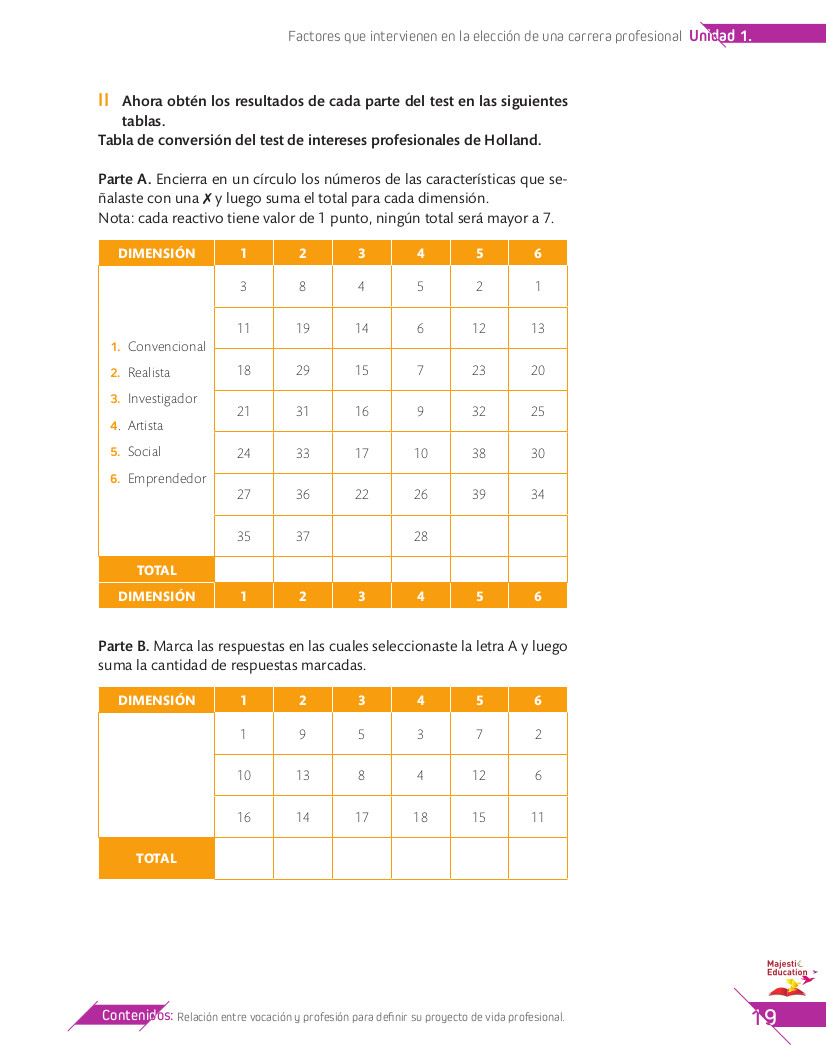 Factores que intervienen en la elección de una carrera profesional Unidad 1.
II Ahora obtén los resultados de cada parte del test en las siguientes
tablas.
Tabla de conversión del test de intereses profesionales de Holland.
Parte A. Encierra en un círculo los números de las características que se-
ñalaste con una ✗ y luego suma el total para cada dimensión.
Nota: cada reactivo tiene valor de 1 punto, ningún total será mayor a 7.
DIMENSIÓN 1 2 3 4 5 6
1. Convencional
2. Realista
3. Investigador
4. Artista
5. Social
6. Emprendedor
3 8 4 5 2 1
11 19 14 6 12 13
18 29 15 7 23 20
21 31 16 9 32 25
24 33 17 10 38 30
27 36 22 26 39 34
35 37 28
TOTAL
DIMENSIÓN 1 2 3 4 5 6
Parte B. Marca las respuestas en las cuales seleccionaste la letra A y luego
suma la cantidad de respuestas marcadas.
DIMENSIÓN 1 2 3 4 5 6
1 9 5 3 7 2
10 13 8 4 12 6
16 14 17 18 15 11
TOTAL
Majestic
Education
Contenidos: Relación entre vocación y profesión para definir su proyecto de vida profesional.
19